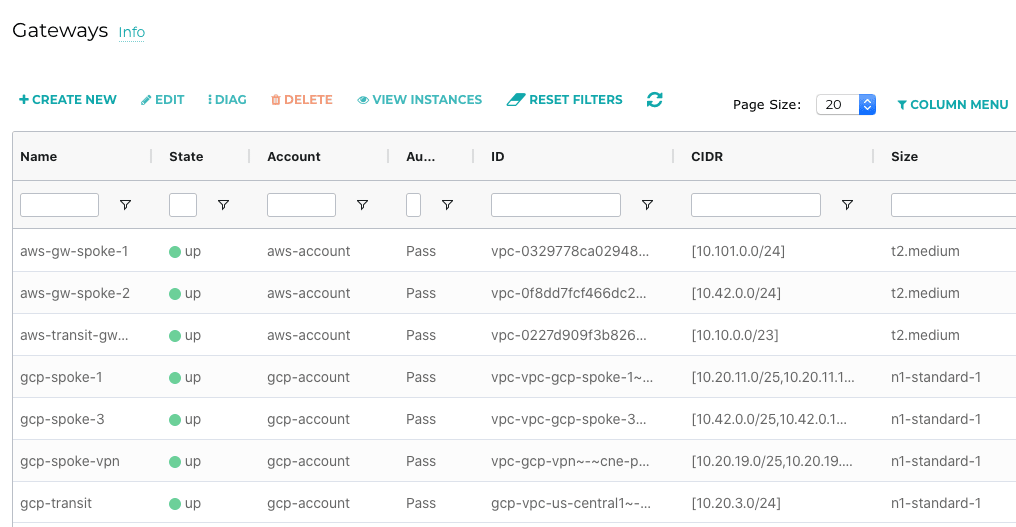 Gateways Info
CREATE NEW EDIT DIAG DELETE VIEW INSTANCES RESET FILTERS Page Size: 20 COLUMN MENU
Name State Account Au... ID CIDR Size
aws-gw-spoke-1 up aws-account Pass vpc-0329778ca02948... [10.101.0.0/24] t2.medium
aws-gw-spoke-2 up aws-account Pass vpc-0f8dd7fcf466dc2... [10.42.0.0/24] t2.medium
aws-transit-gw... up aws-account Pass vpc-0227d909f3b826... [10.10.0.0/23] t2.medium
gcp-spoke-1 up gcp-account Pass vpc-vpc-gcp-spoke-1~... [10.20.11.0/25,10.20.11.1... n1-standard-1
gcp-spoke-3 up gcp-account Pass vpc-vpc-gcp-spoke-3... [10.42.0.0/25,10.42.0.1... n1-standard-1
gcp-spoke-vpn up gcp-account Pass vpc-gcp-vpn~-~cne-p... [10.20.19.0/25,10.20.19.... n1-standard-1
gcp-transit up gcp-account Pass gcp-vpc-us-central1~-... [10.20.3.0/24] n1-standard-1